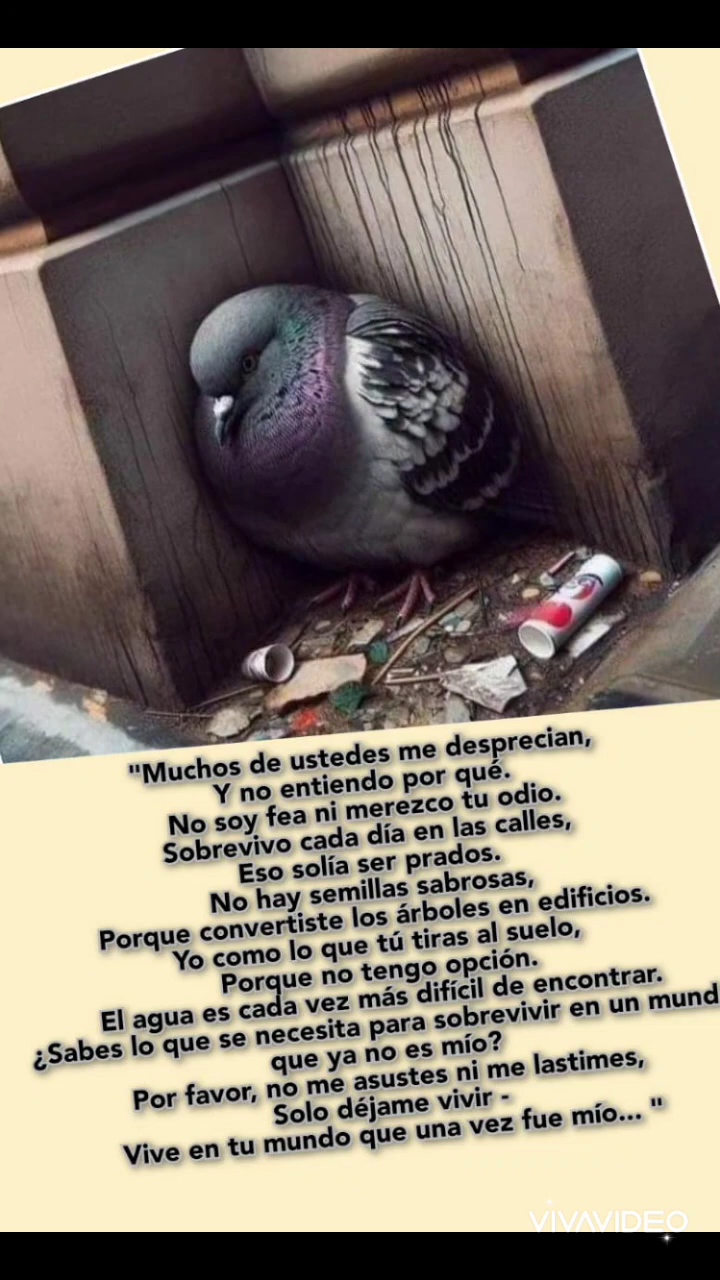 "Muchos de ustedes me desprecian,
Y no entiendo por qué.
No soy fea ni merezco tu odio.
Sobrevivo cada día en las calles,
Eso solía ser prados.
No hay semillas sabrosas,
Porque convertiste los árboles en edificios.
Yo como lo que tú tiras al suelo,
Porque no tengo opción.
El agua es cada vez más difícil de encontrar.
¿Sabes lo que se necesita para sobrevivir en un mund
que ya no es mío?
Por favor, no me asustes ni me lastimes,
Solo déjame vivir -
Vive en tu mundo que una vez fue mío... "
VIVAVIDEO